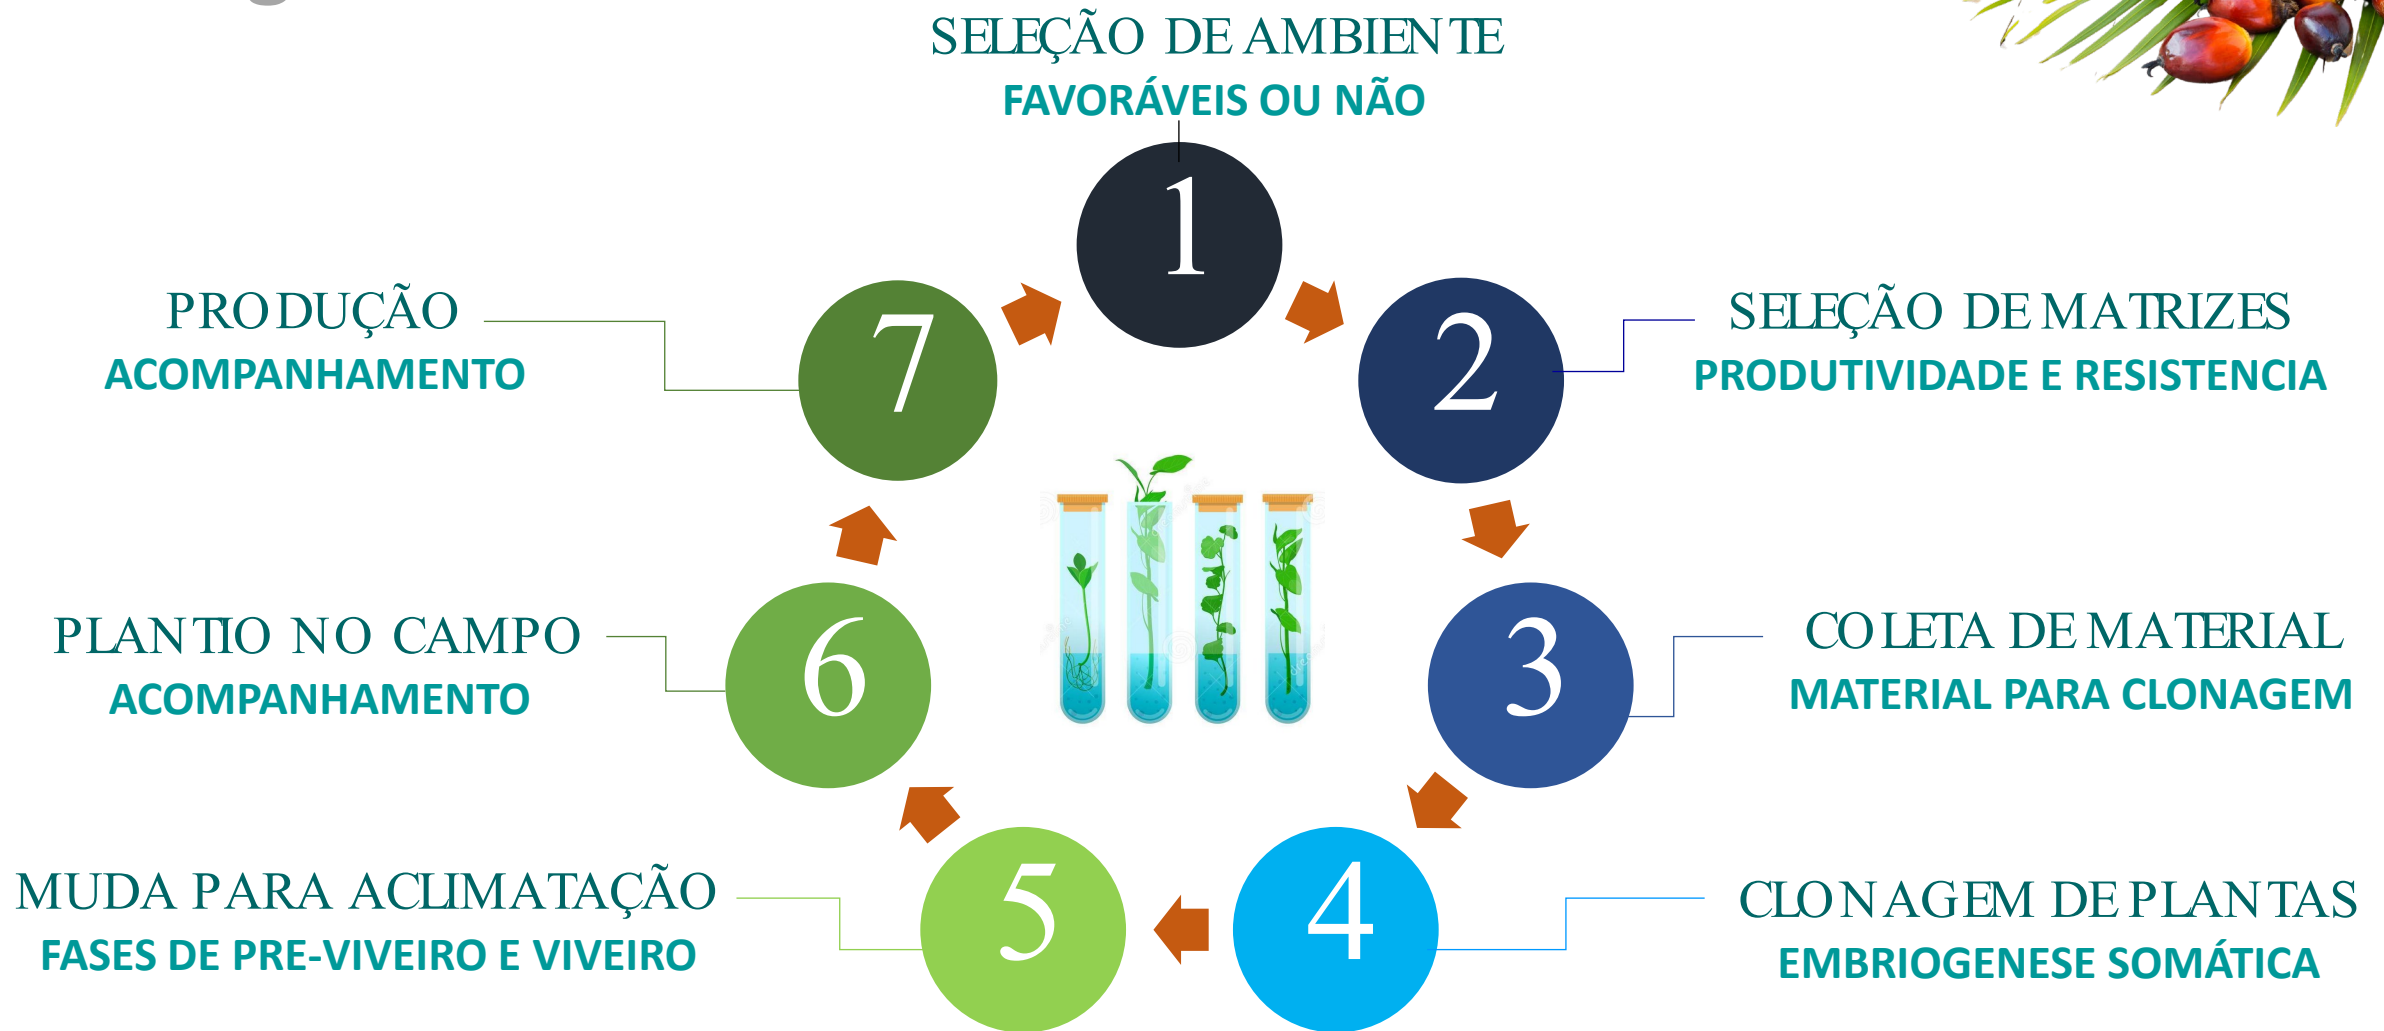 SELEÇÃO DE AMBIENTE
FAVORÁVEIS OU NÃO
1
2
SELEÇÃO DE MATRIZES
PRODUTIVIDADE E RESISTENCIA
3
COLETA DE MATERIAL
MATERIAL PARA CLONAGEM
4
CLONAGEM DE PLANTAS
EMBRIOGENESE SOMÁTICA
5
MUDA PARA ACLIMATAÇÃO
FASES DE PRE-VIVEIRO E VIVEIRO
6
PLANTIO NO CAMPO
ACOMPANHAMENTO
7
PRODUÇÃO
ACOMPANHAMENTO